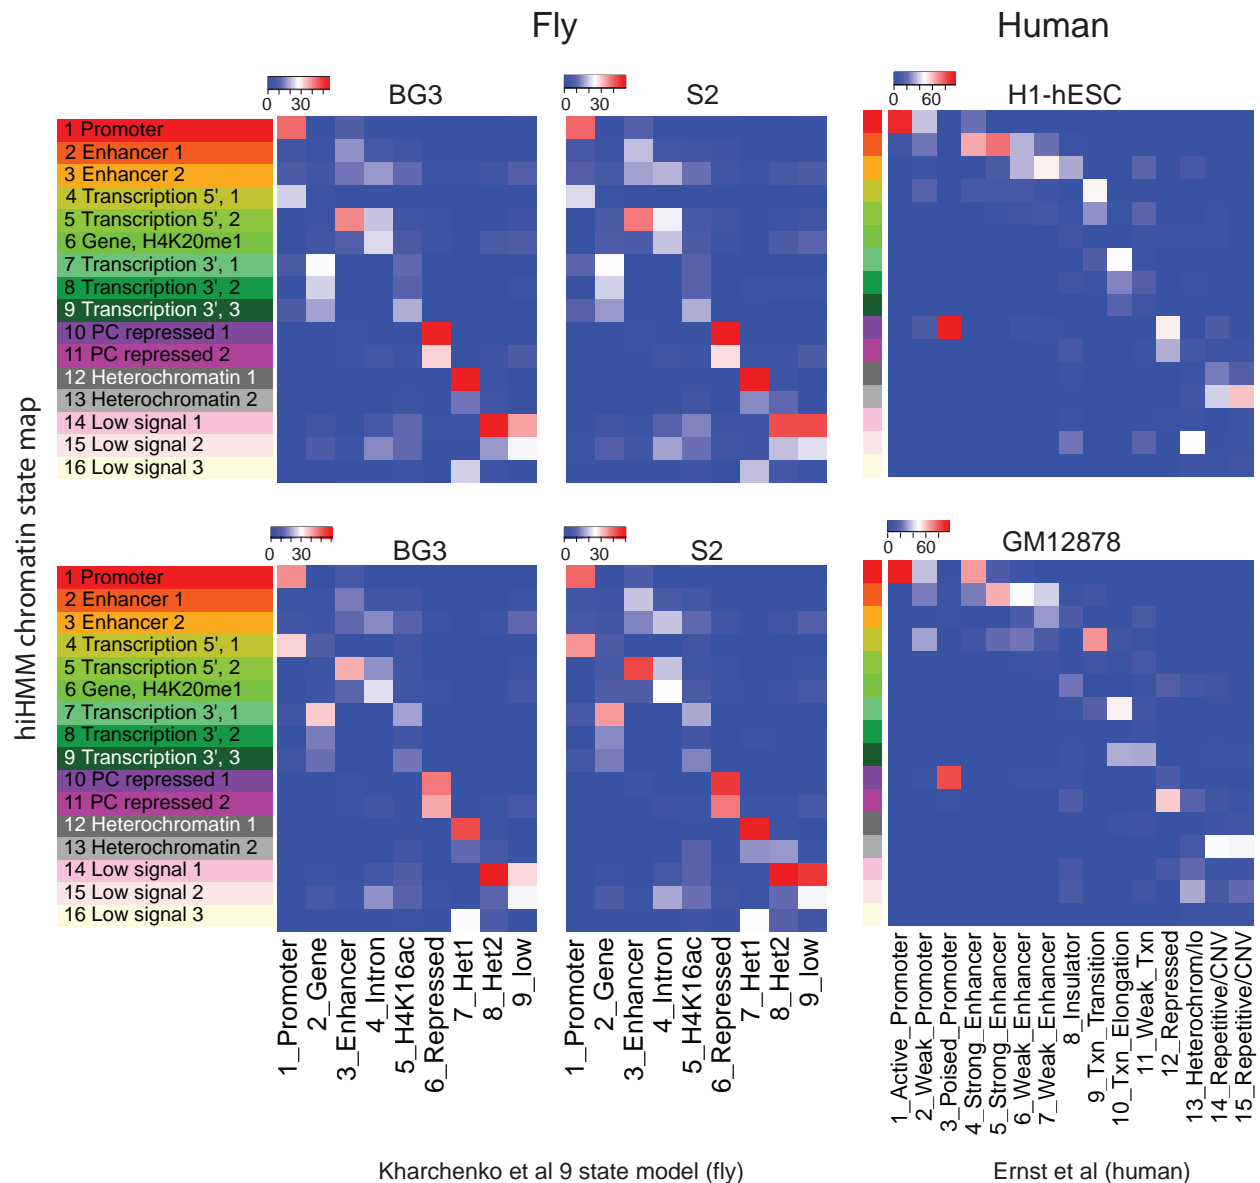 Fly
Human
BG3
S2
H1-hESC
0 30
0 30
0 60
hiHMM chromatin state map
1 Promoter
2 Enhancer 1
3 Enhancer 2
4 Transcription 5', 1
5 Transcription 5', 2
6 Gene, H4K20me1
7 Transcription 3', 1
8 Transcription 3', 2
9 Transcription 3', 3
10 PC repressed 1
11 PC repressed 2
12 Heterochromatin 1
13 Heterochromatin 2
14 Low signal 1
15 Low signal 2
16 Low signal 3
BG3
S2
GM12878
0 30
0 30
0 60
1 Promoter
2 Enhancer 1
3 Enhancer 2
4 Transcription 5', 1
5 Transcription 5', 2
6 Gene, H4K20me1
7 Transcription 3', 1
8 Transcription 3', 2
9 Transcription 3', 3
10 PC repressed 1
11 PC repressed 2
12 Heterochromatin 1
13 Heterochromatin 2
14 Low signal 1
15 Low signal 2
16 Low signal 3
1_Promoter
2_Gene
3_Enhancer
4_Intron
5_H4K16ac
6_Repressed
7_Het1
8_Het2
9_low
1_Promoter
2_Gene
3_Enhancer
4_Intron
5_H4K16ac
6_Repressed
7_Het1
8_Het2
9_low
1_Active_Promoter
2_Weak_Promoter
3_Poised_Promoter
4_Strong_Enhancer
5_Strong_Enhancer
6_Weak_Enhancer
7_Weak_Enhancer
8_Insulator
9_Txn_Transition
10_Txn_Elongation
11_Weak_Txn
12_Repressed
13_Heterochrom/lo
14_Repetitive/CNV
15_Repetitive/CNV
Kharchenko et al 9 state model (fly)
Ernst et al (human)